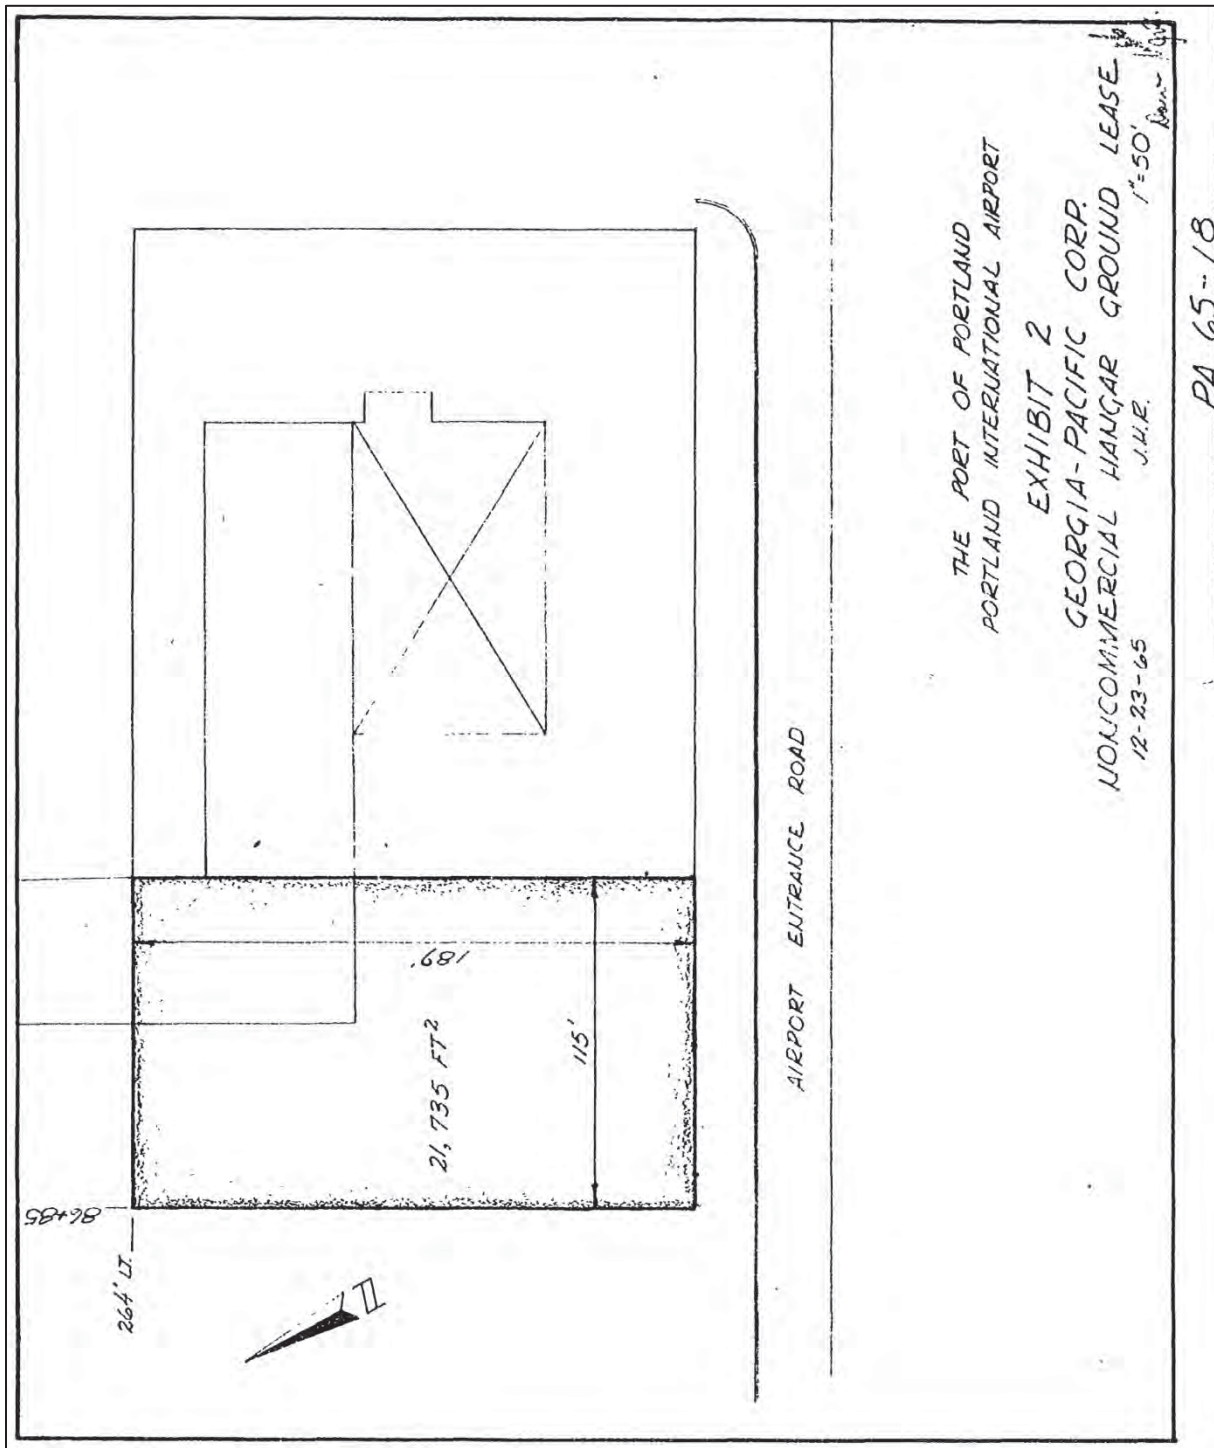 THE PORT OF PORTLAND
PORTLAND INTERNATIONAL AIRPORT
EXHIBIT 2
GEORGIA-PACIFIC CORP.
NONCOMMERCIAL HANGAR GROUND LEASE
12-23-65 J.H.R. 1"=50'
PA 65-18
AIRPORT ENTRANCE ROAD
189'
115'
21,735 FT²
86+85
264' LT.